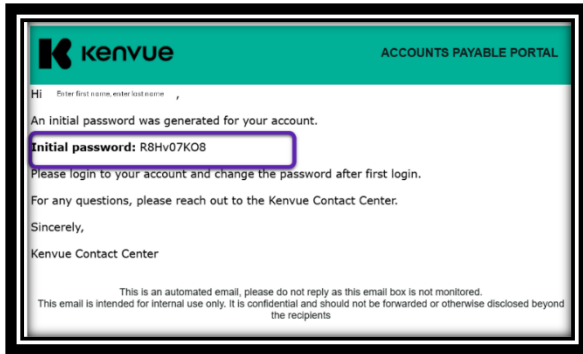 KENVUE
ACCOUNTS PAYABLE PORTAL
Hi Enter first name, enter last name ,
An initial password was generated for your account.
Initial password: R8Hv07KO8
Please login to your account and change the password after first login.
For any questions, please reach out to the Kenvue Contact Center.
Sincerely,
Kenvue Contact Center
This is an automated email, please do not reply as this email box is not monitored.
This email is intended for internal use only. It is confidential and should not be forwarded or otherwise disclosed beyond
the recipients